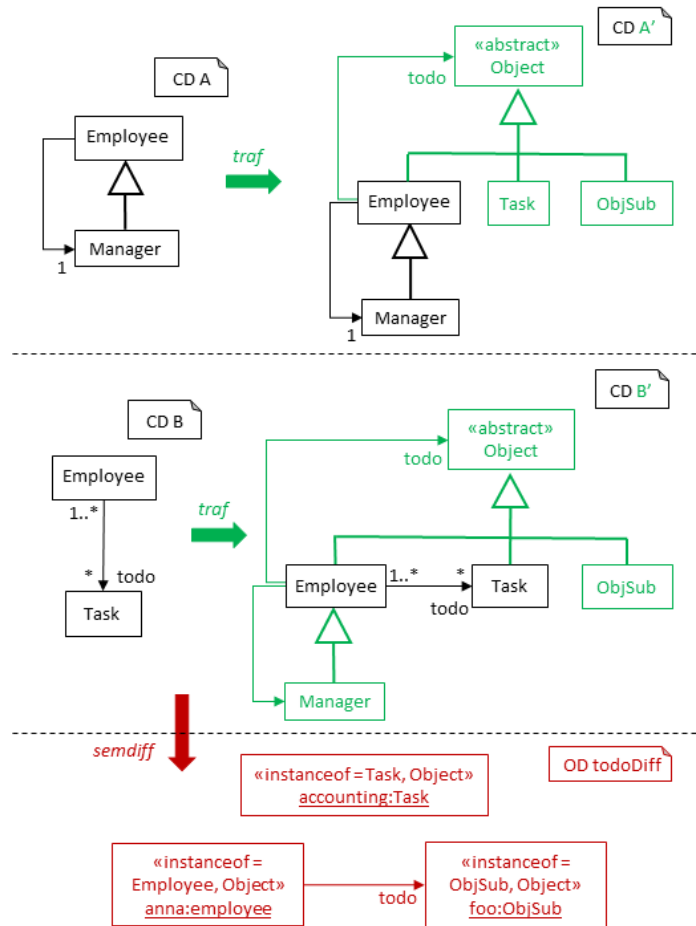 CD A
Employee
Manager
1
traf
CD A’
«abstract»
Object
todo
Employee
Task
ObjSub
Manager
1
CD B
Employee
1..*
* todo
Task
traf
CD B’
«abstract»
Object
todo
Employee
1..*
*
todo
Task
ObjSub
Manager
semdiff
OD todoDiff
«instanceof=Task, Object»
accounting:Task
«instanceof=
Employee, Object»
anna:employee
todo
«instanceof=
ObjSub, Object»
foo:ObjSub